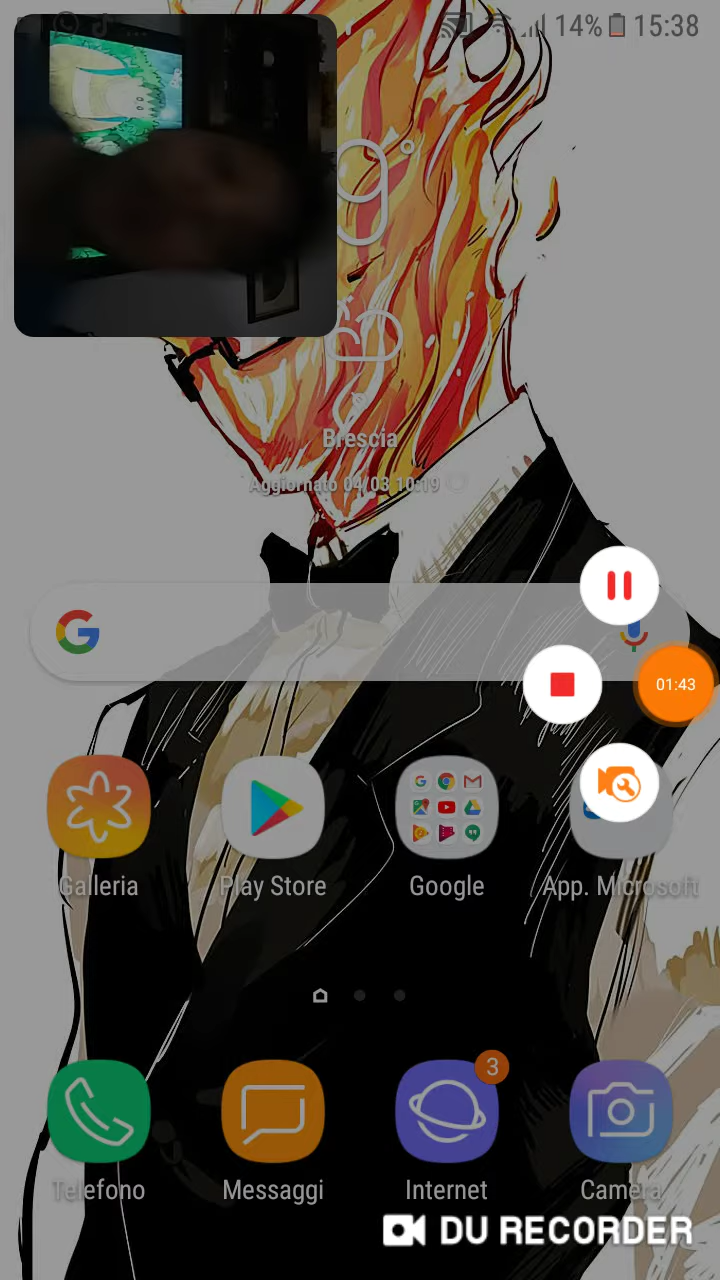 14% 15:38
9°
Brescia
Aggiornato 04/03 10:19
01:43
Galleria
Play Store
Google
App. Microsoft
3
Telefono
Messaggi
Internet
Camera
DU RECORDER